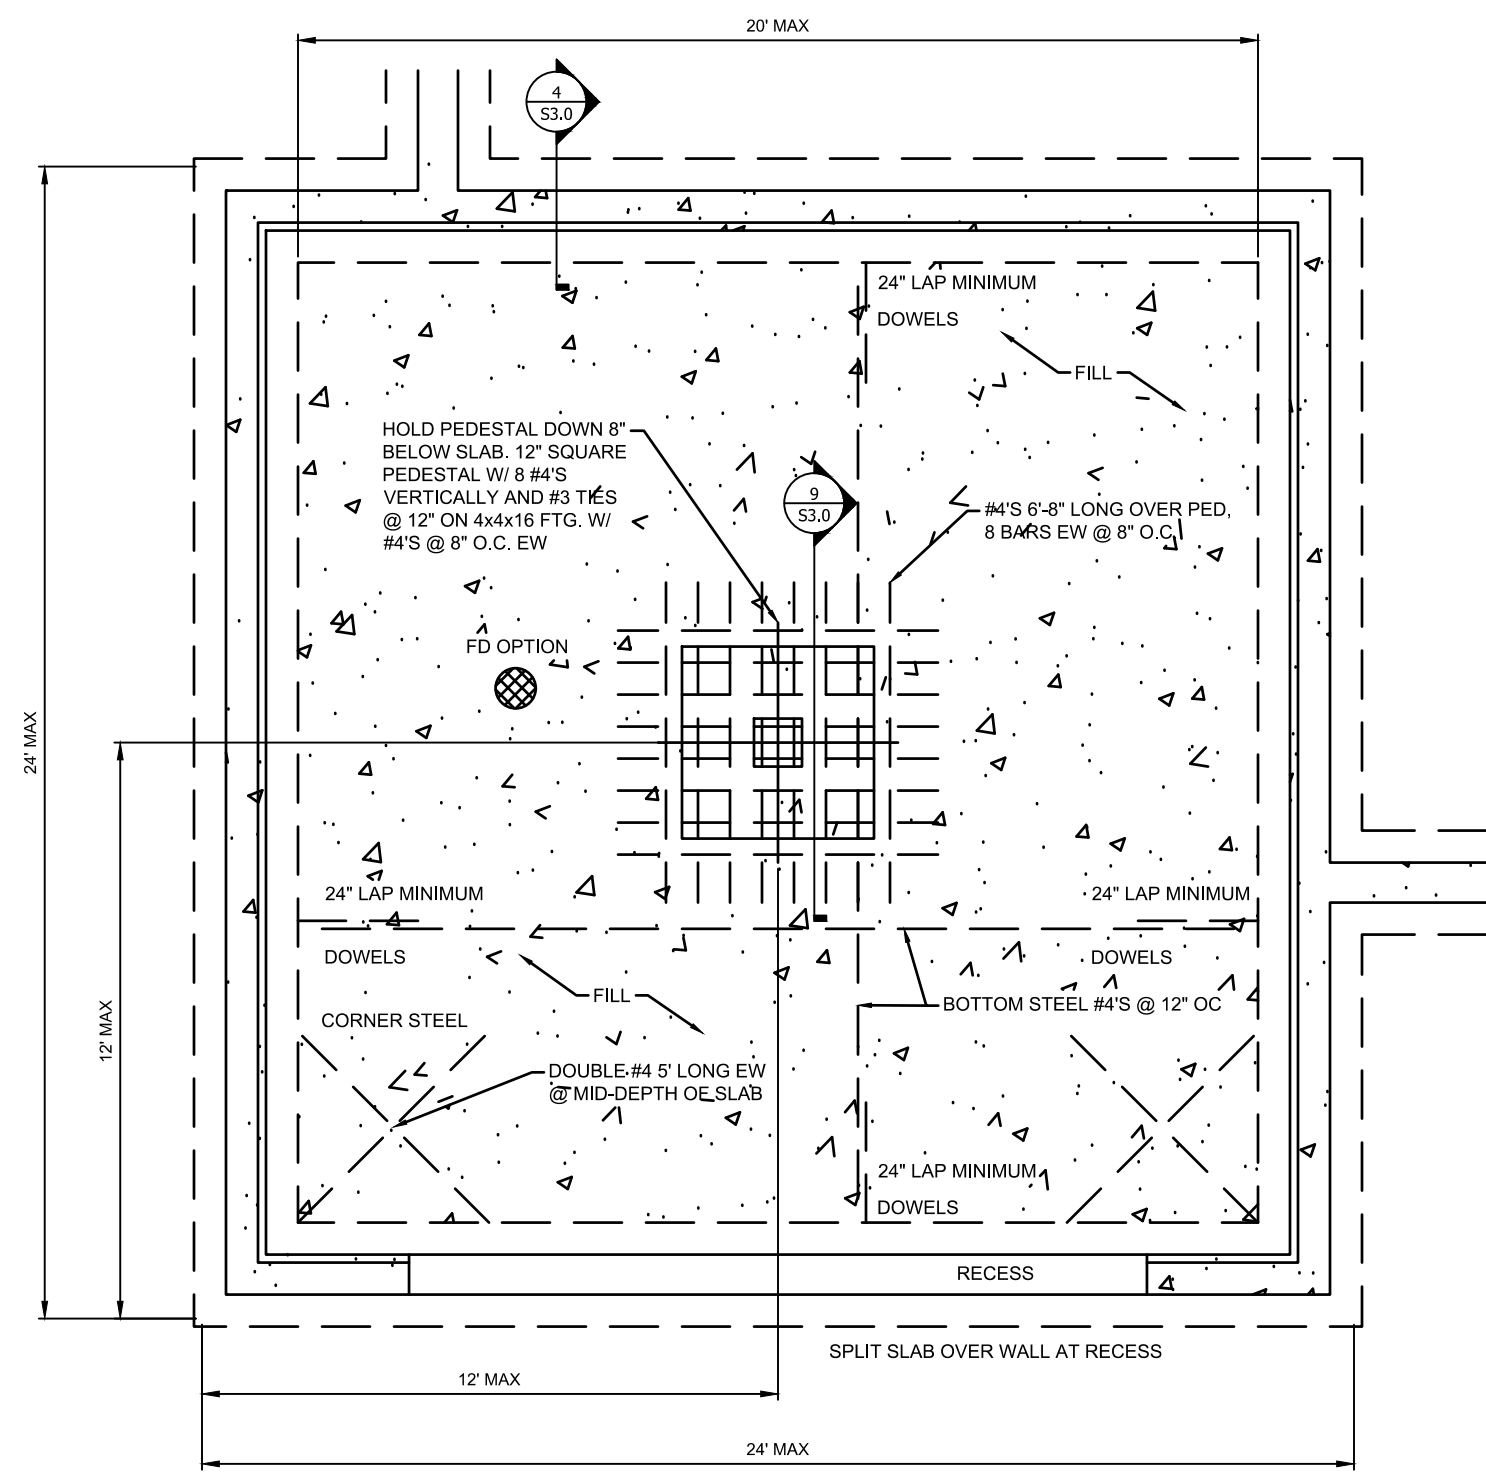 20' MAX
4
S3.0
24" LAP MINIMUM
DOWELS
FILL
HOLD PEDESTAL DOWN 8"
BELOW SLAB. 12" SQUARE
PEDESTAL W/ 8 #4'S
VERTICALLY AND #3 TIES
@ 12" ON 4x4x16 FTG. W/
#4'S @ 8" O.C. EW
9
S3.0
#4'S 6'-8" LONG OVER PED,
8 BARS EW @ 8" O.C.
FD OPTION
24' MAX
24" LAP MINIMUM
24" LAP MINIMUM
DOWELS
DOWELS
FILL
BOTTOM STEEL #4'S @ 12" OC
CORNER STEEL
12' MAX
DOUBLE #4 5' LONG EW
@ MID-DEPTH OF SLAB
24" LAP MINIMUM
DOWELS
RECESS
SPLIT SLAB OVER WALL AT RECESS
12' MAX
24' MAX